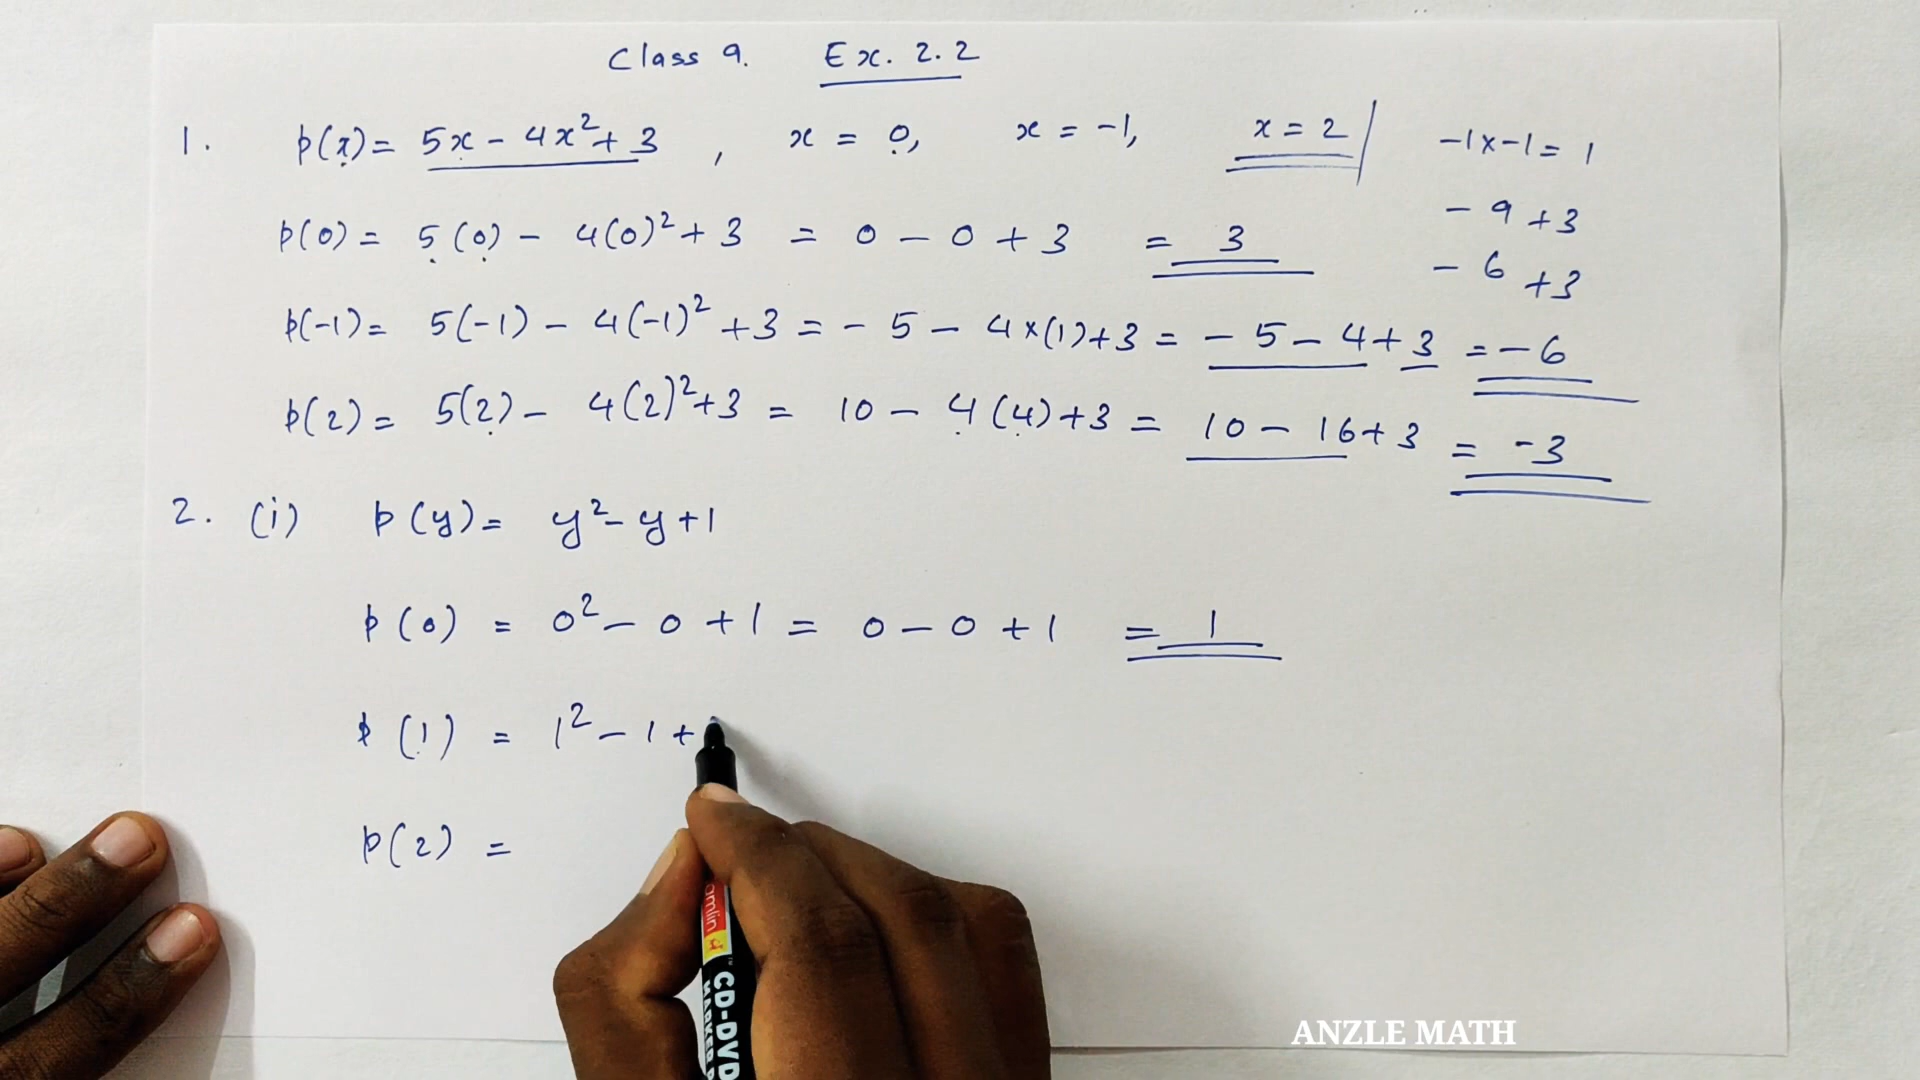 Class 9. Ex. 2.2
1. p(x) = 5x - 4x² + 3 , x = 0, x = -1, x = 2
-1x-1 = 1
- 9 +3
- 6 +3
p(0) = 5(0) - 4(0)² + 3 = 0 - 0 + 3 = 3
p(-1) = 5(-1) - 4(-1)² + 3 = - 5 - 4×(1)+3 = - 5 - 4 + 3 = - 6
p(2) = 5(2) - 4(2)² + 3 = 10 - 4(4) + 3 = 10 - 16 + 3 = -3
2. (i) p(y) = y² - y + 1
p(0) = 0² - 0 + 1 = 0 - 0 + 1 = 1
p(1) = 1² - 1 +
p(2) =
CD-DVD
ANZLE MATH